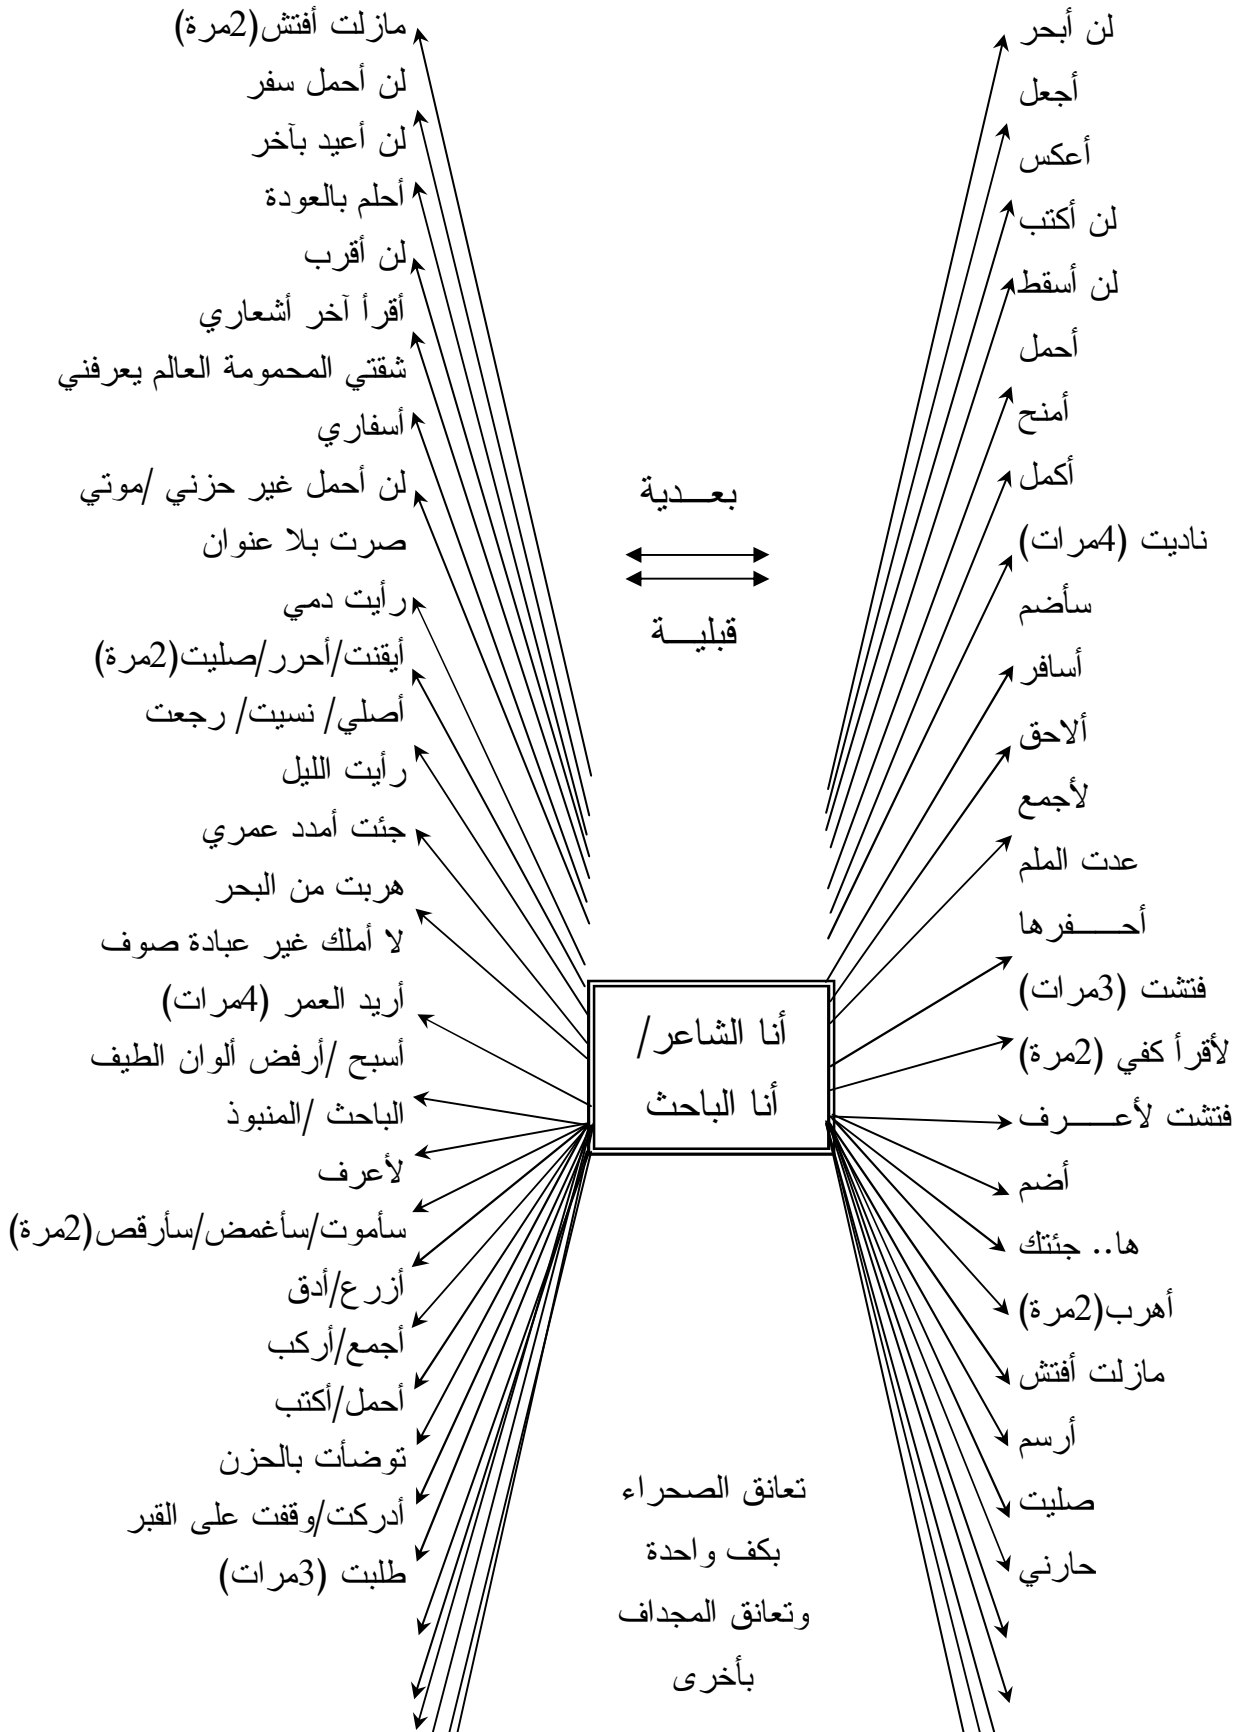 لن أبحر
أجعل
أعكس
لن أكتب
لن أسقط
أحمل
أمنح
أكمل
ناديت (4مرات)
سأضم
أسافر
ألاحق
لأجمع
عدت الملم
أحـــــفرها
فتشت (3مرات)
لأقرأ كفي (2مرة)
فتشت لأعـــــرف
أضم
ها.. جئتك
أهرب(2مرة)
مازلت أفتش
أرسم
صليت
حارني
بعـــدية
قبليـــة
أنا الشاعر/
أنا الباحث
تعانق الصحراء
بكف واحدة
وتعانق المجداف
بأخرى
مازلت أفتش(2مرة)
لن أحمل سفر
لن أعيد بآخر
أحلم بالعودة
لن أقرب
أقرأ آخر أشعاري
شقتي المحمومة العالم يعرفني
أسفاري
لن أحمل غير حزني /موتي
صرت بلا عنوان
رأيت دمي
أيقنت/أحرر/صليت(2مرة)
أصلي/ نسيت/ رجعت
رأيت الليل
جئت أمدد عمري
هربت من البحر
لا أملك غير عبادة صوف
أريد العمر (4مرات)
أسبح /أرفض ألوان الطيف
الباحث /المنبوذ
لأعرف
سأموت/سأغمض/سأرقص(2مرة)
أزرع/أدق
أجمع/أركب
أحمل/أكتب
توضأت بالحزن
أدركت/وقفت على القبر
طلبت (3مرات)